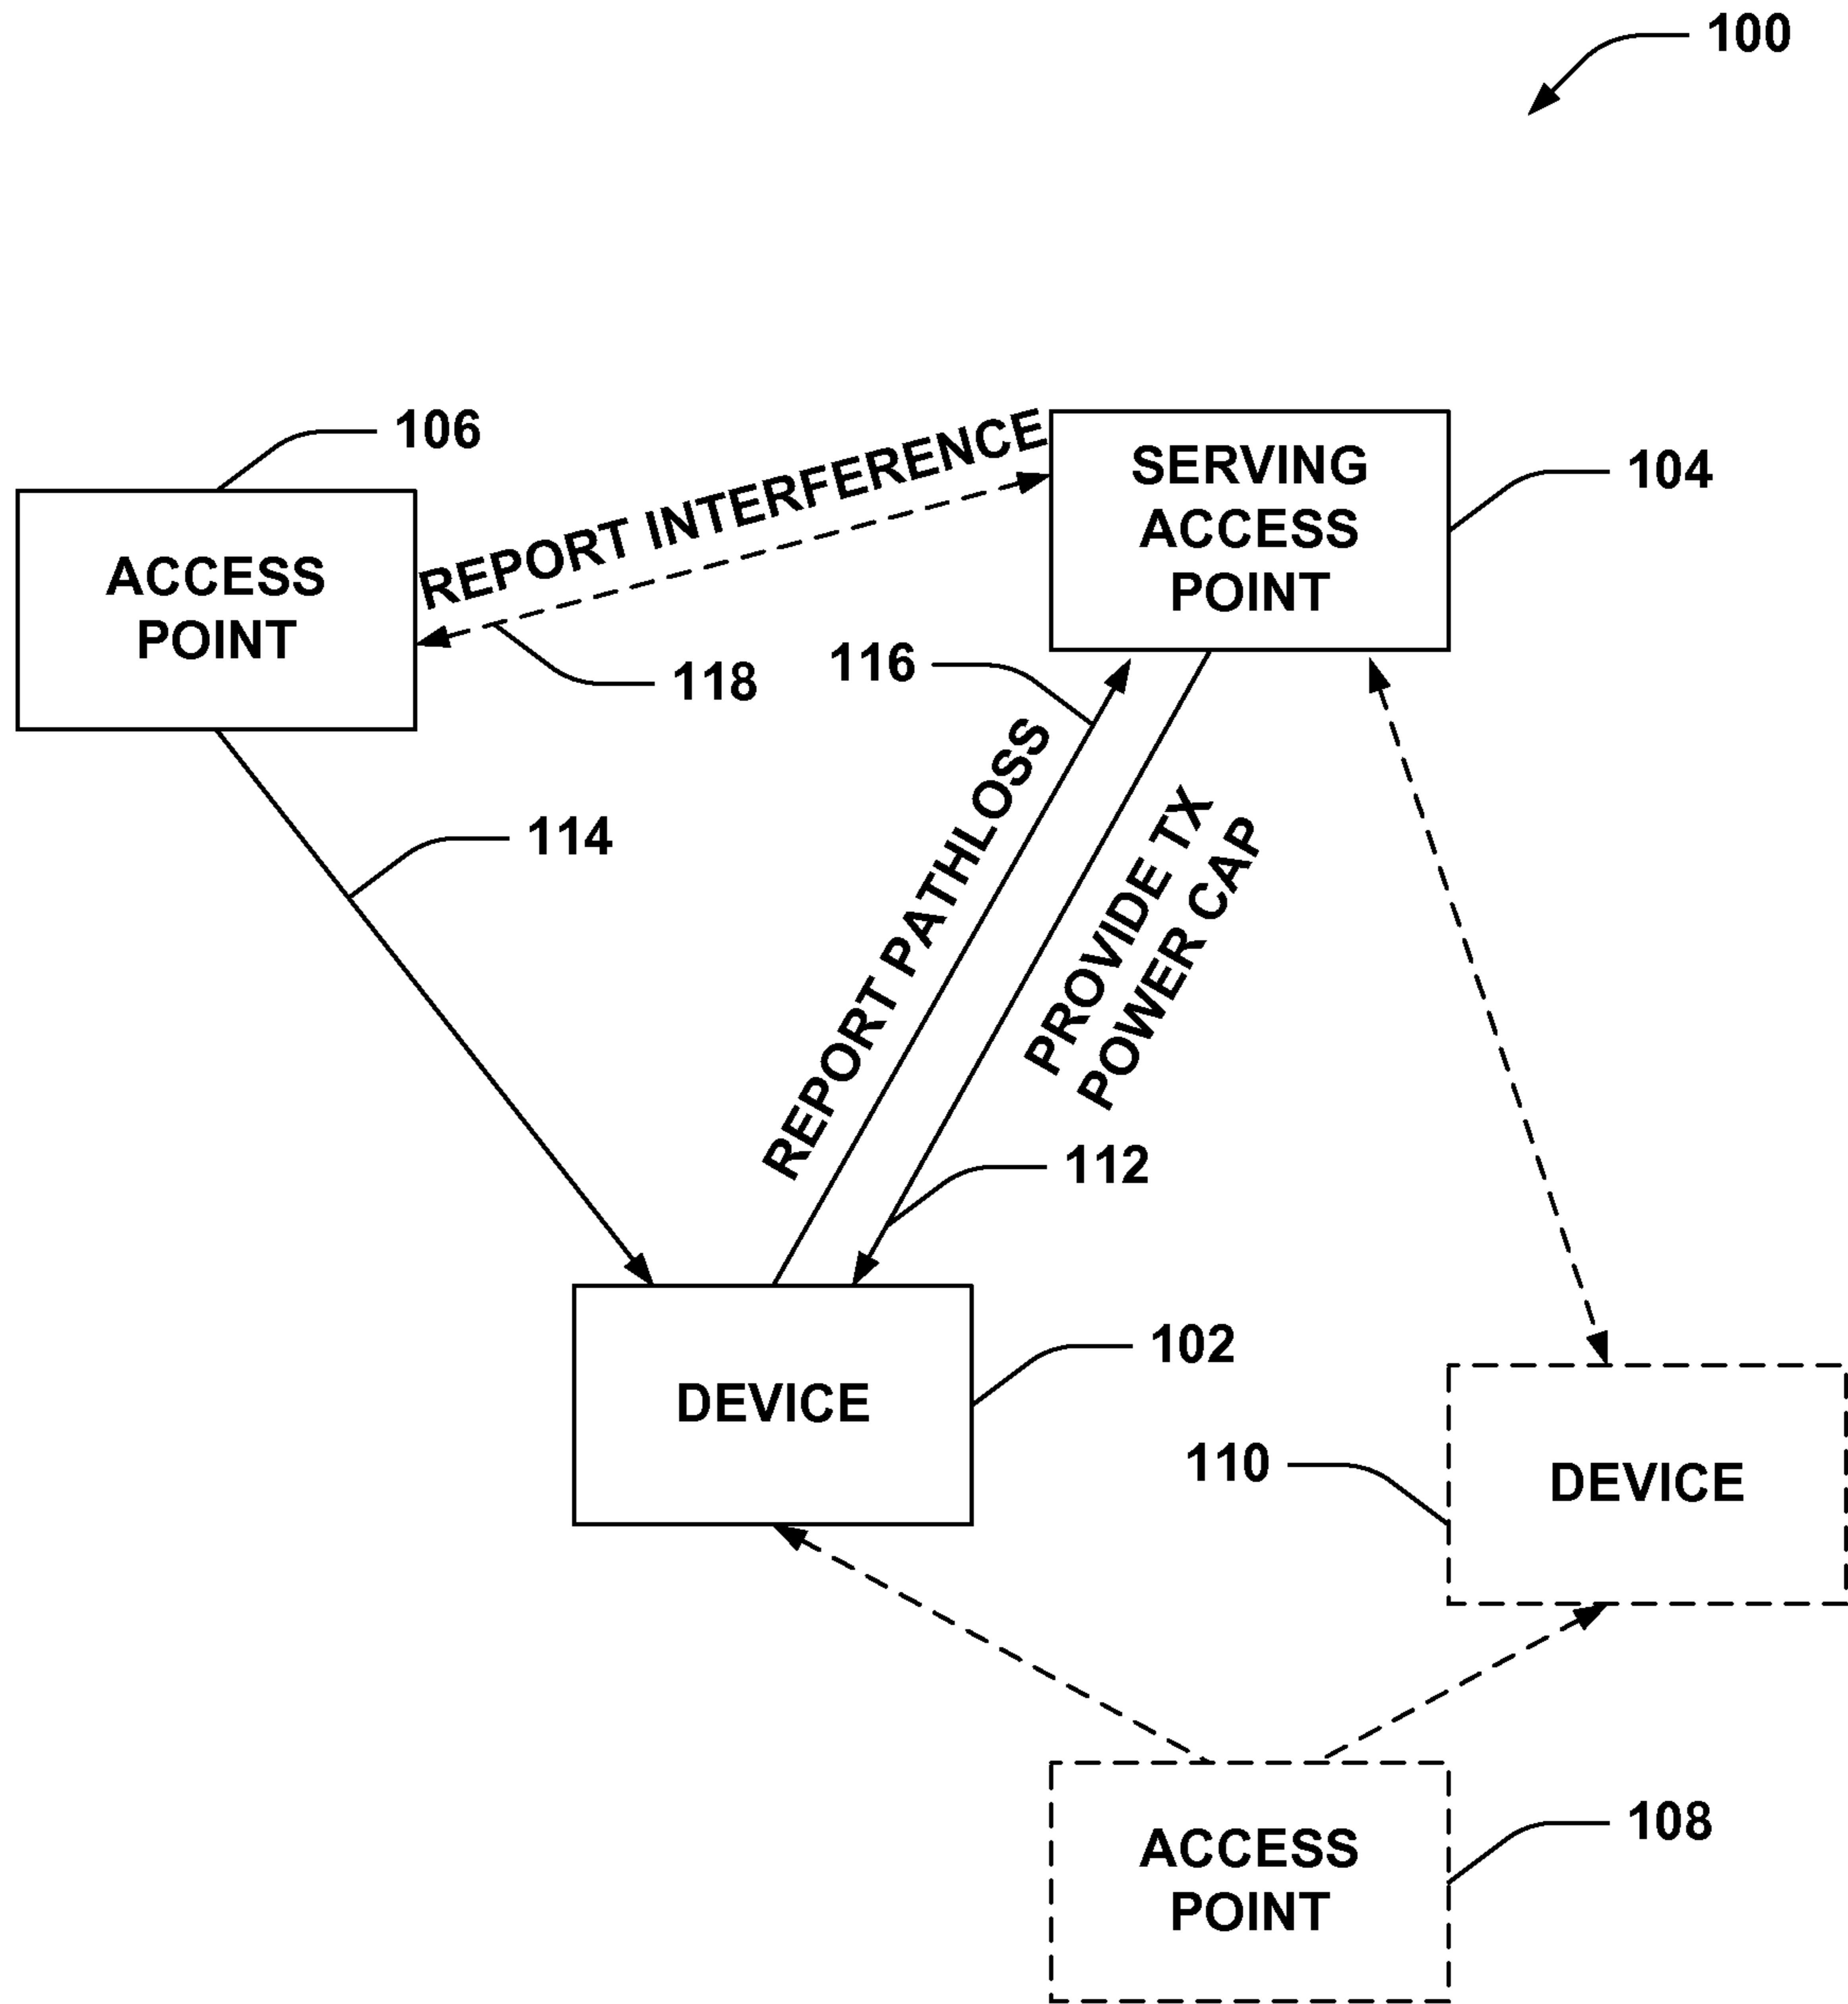 100
106
REPORT INTERFERENCE
SERVING
ACCESS
POINT
104
ACCESS
POINT
118
116
114
REPORT PATHLOSS
PROVIDE TX
POWER CAP
112
102
DEVICE
110
DEVICE
108
ACCESS
POINT